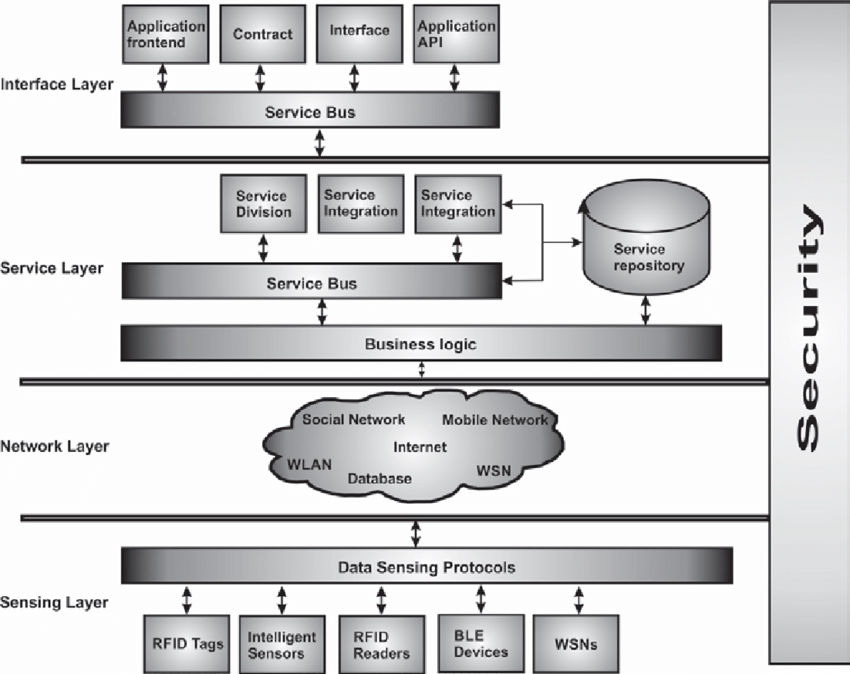 Application
frontend
Contract
Interface
Application
API
Interface Layer
Service Bus
Service
Division
Service
Integration
Service
Integration
Service
repository
Service Layer
Service Bus
Business logic
Social Network
Mobile Network
Internet
Network Layer
WLAN
WSN
Database
Data Sensing Protocols
Sensing Layer
RFID Tags
Intelligent
Sensors
RFID
Readers
BLE
Devices
WSNs
Security